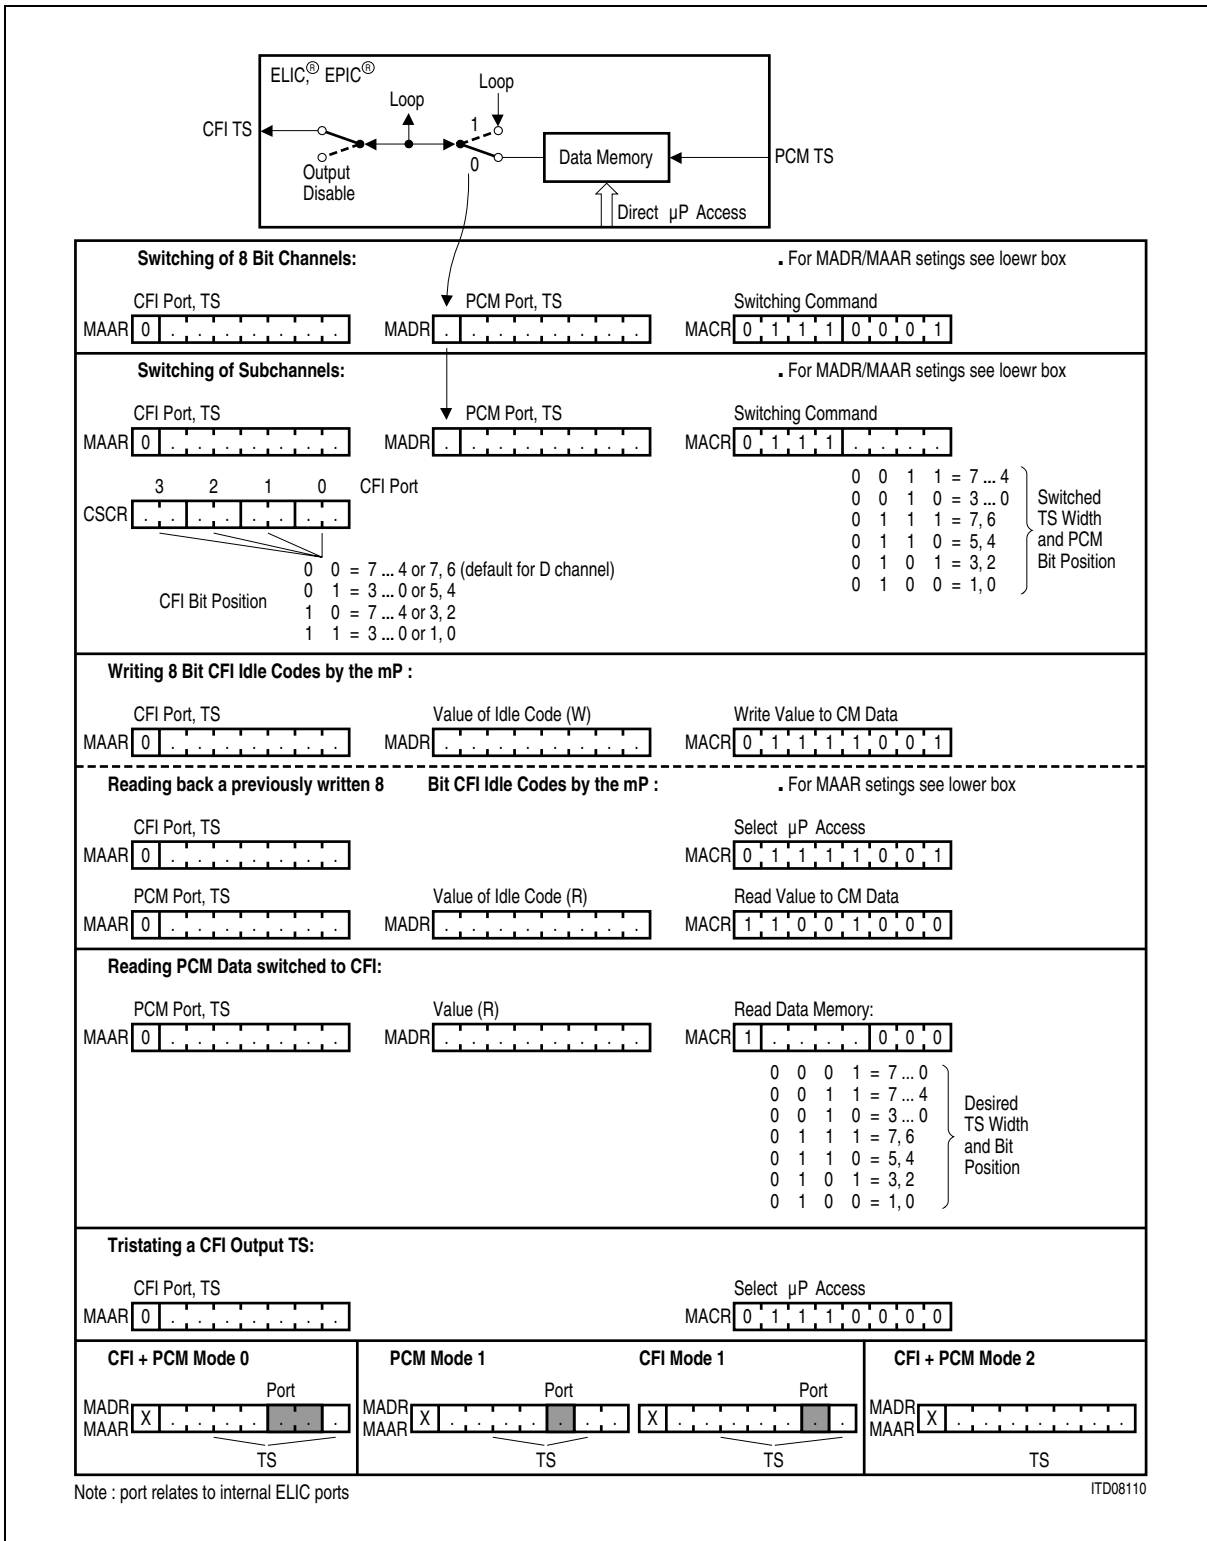 ELIC,® EPIC®
Loop
Loop
CFI TS
1
0
Output
Disable
Data Memory
PCM TS
Direct µP Access
Switching of 8 Bit Channels:
. For MADR/MAAR setings see loewr box
CFI Port, TS
PCM Port, TS
Switching Command
MAAR 0 . . . . . . .
MADR . . . . . . . .
MACR 0 1 1 1 0 0 0 1
Switching of Subchannels:
. For MADR/MAAR setings see loewr box
CFI Port, TS
PCM Port, TS
Switching Command
MAAR 0 . . . . . . .
MADR . . . . . . . .
MACR 0 1 1 1 . . . .
3 2 1 0 CFI Port
CSCR . . . . . . . .
0 0 = 7 ... 4 or 7, 6 (default for D channel)
0 1 = 3 ... 0 or 5, 4
1 0 = 7 ... 4 or 3, 2
1 1 = 3 ... 0 or 1, 0
CFI Bit Position
0 0 1 1 = 7 ... 4
0 0 1 0 = 3 ... 0
0 1 1 1 = 7, 6
0 1 1 0 = 5, 4
0 1 0 1 = 3, 2
0 1 0 0 = 1, 0
Switched
TS Width
and PCM
Bit Position
Writing 8 Bit CFI Idle Codes by the mP :
CFI Port, TS
Value of Idle Code (W)
Write Value to CM Data
MAAR 0 . . . . . . .
MADR . . . . . . . .
MACR 0 1 1 1 1 0 0 1
Reading back a previously written 8 Bit CFI Idle Codes by the mP :
. For MAAR setings see lower box
CFI Port, TS
Select µP Access
MAAR 0 . . . . . . .
MACR 0 1 1 1 1 0 0 1
PCM Port, TS
Value of Idle Code (R)
Read Value to CM Data
MAAR 0 . . . . . . .
MADR . . . . . . . .
MACR 1 1 0 0 1 0 0 0
Reading PCM Data switched to CFI:
PCM Port, TS
Value (R)
Read Data Memory:
MAAR 0 . . . . . . .
MADR . . . . . . . .
MACR 1 . . . . 0 0 0
0 0 0 1 = 7 ... 0
0 0 1 1 = 7 ... 4
0 0 1 0 = 3 ... 0
0 1 1 1 = 7, 6
0 1 1 0 = 5, 4
0 1 0 1 = 3, 2
0 1 0 0 = 1, 0
Desired
TS Width
and Bit
Position
Tristating a CFI Output TS:
CFI Port, TS
Select µP Access
MAAR 0 . . . . . . .
MACR 0 1 1 1 0 0 0 0
CFI + PCM Mode 0
Port
MADR
MAAR
X . . . . . . .
TS
PCM Mode 1
Port
MADR
MAAR
X . . . . . . .
TS
CFI Mode 1
Port
X . . . . . . .
TS
CFI + PCM Mode 2
MADR
MAAR
X . . . . . . .
TS
Note : port relates to internal ELIC ports
ITD08110